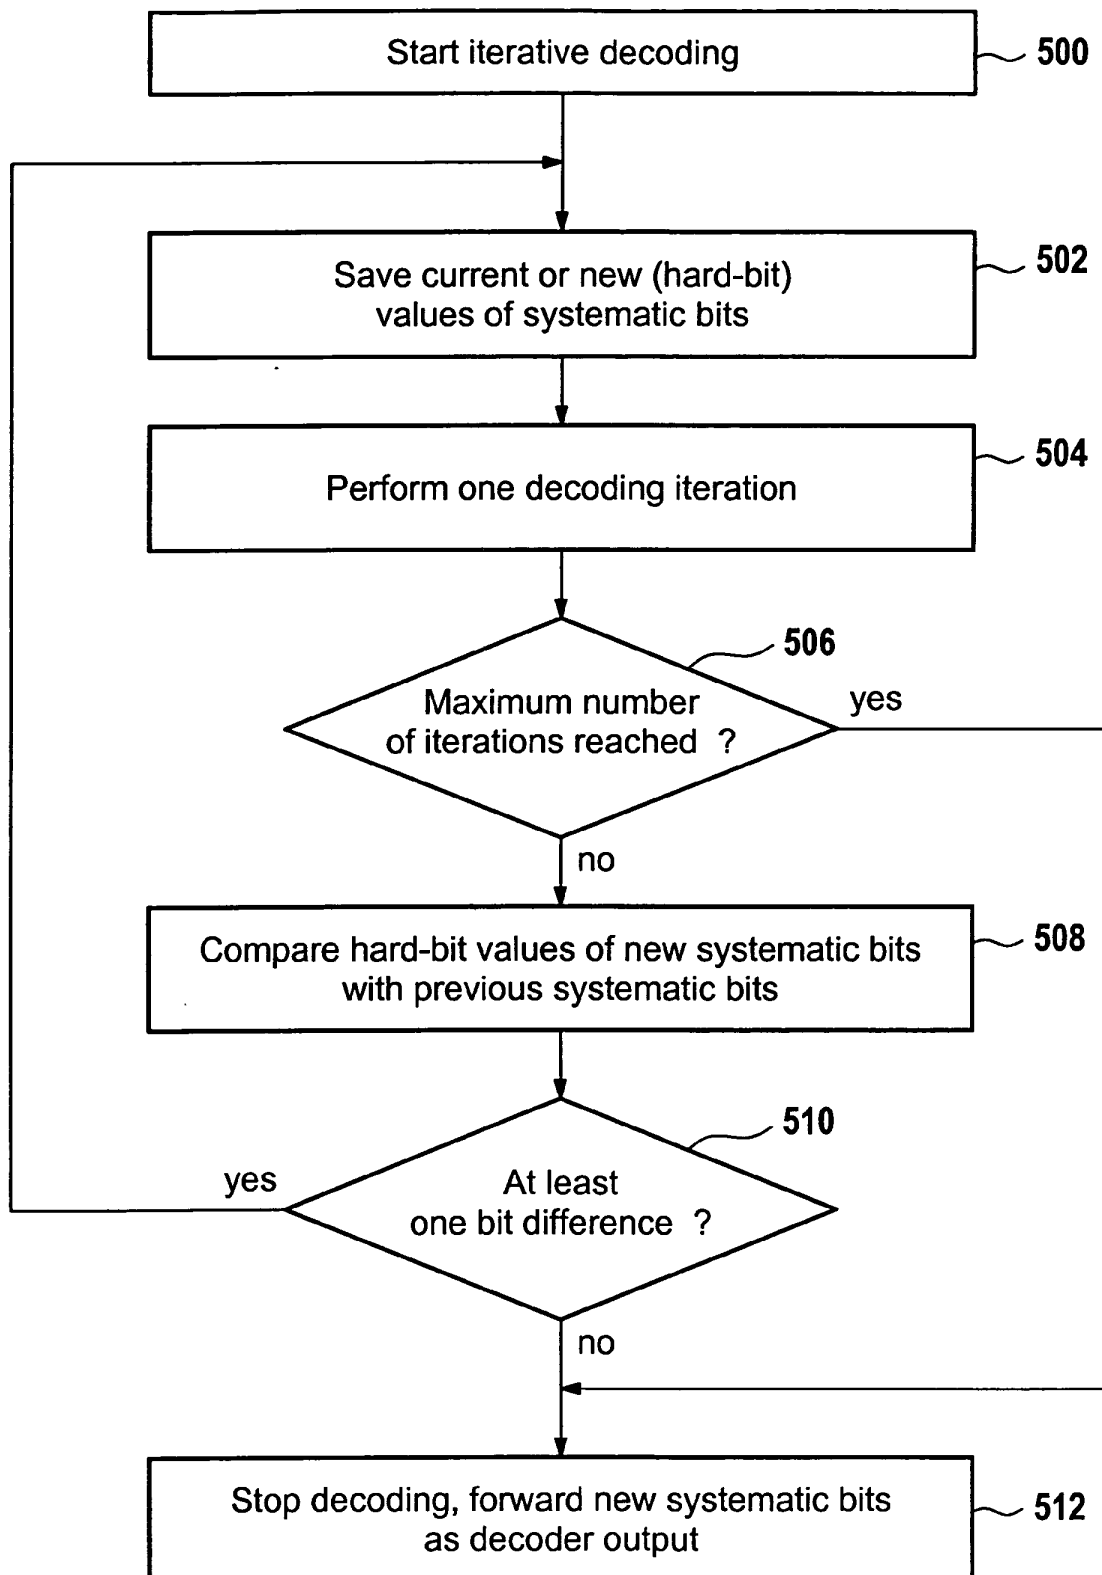 Start iterative decoding
500
Save current or new (hard-bit)
values of systematic bits
502
Perform one decoding iteration
504
506
Maximum number
of iterations reached ?
yes
no
Compare hard-bit values of new systematic bits
with previous systematic bits
508
510
yes
At least
one bit difference ?
no
Stop decoding, forward new systematic bits
as decoder output
512